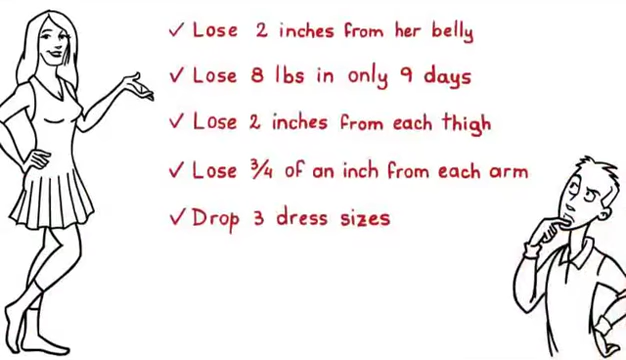 ✓ Lose 2 inches from her belly
✓ Lose 8 lbs in only 9 days
✓ Lose 2 inches from each thigh
✓ Lose ¾ of an inch from each arm
✓ Drop 3 dress sizes